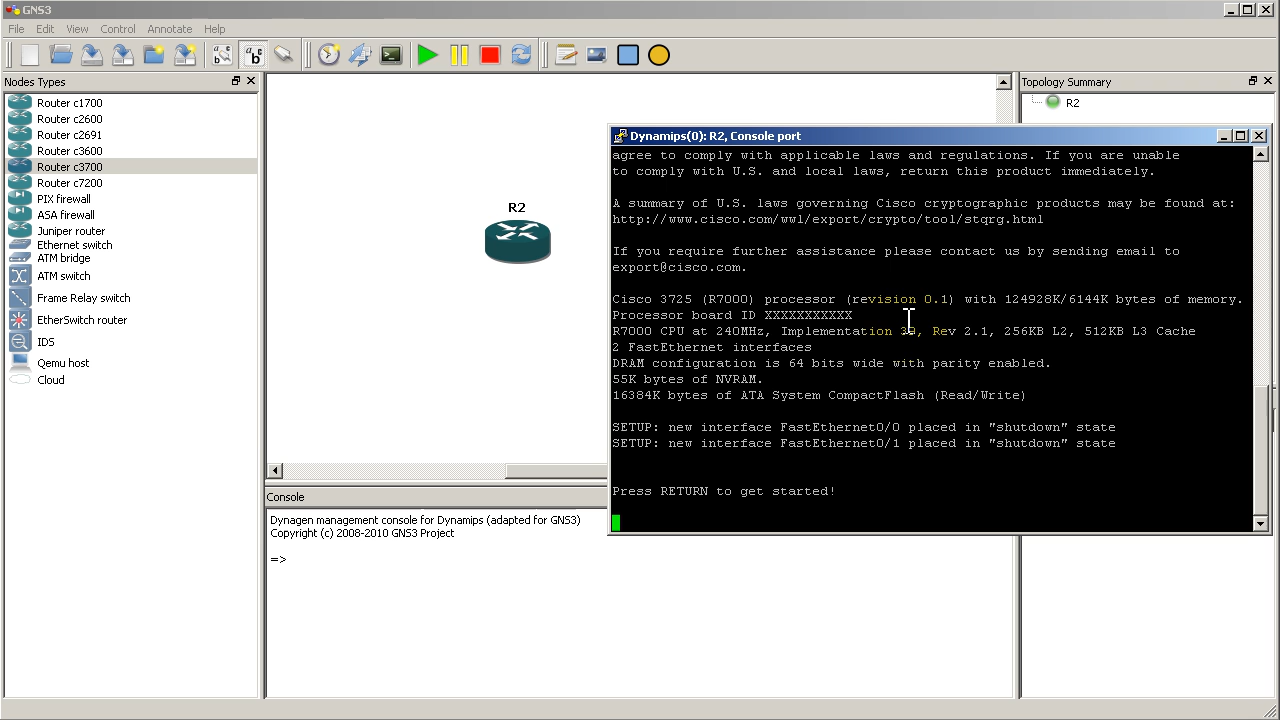 GNS3
File Edit View Control Annotate Help
Nodes Types
Router c1700
Router c2600
Router c2691
Router c3600
Router c3700
Router c7200
PIX firewall
ASA firewall
Juniper router
Ethernet switch
ATM bridge
ATM switch
Frame Relay switch
EtherSwitch router
IDS
Qemu host
Cloud
R2
Topology Summary
R2
Dynamips(0): R2, Console port
agree to comply with applicable laws and regulations. If you are unable
to comply with U.S. and local laws, return this product immediately.
A summary of U.S. laws governing Cisco cryptographic products may be found at:
http://www.cisco.com/wwl/export/crypto/tool/stqrg.html
If you require further assistance please contact us by sending email to
export@cisco.com.
Cisco 3725 (R7000) processor (revision 0.1) with 124928K/6144K bytes of memory.
Processor board ID XXXXXXXXXXX
R7000 CPU at 240MHz, Implementation , Rev 2.1, 256KB L2, 512KB L3 Cache
2 FastEthernet interfaces
DRAM configuration is 64 bits wide with parity enabled.
55K bytes of NVRAM.
16384K bytes of ATA System CompactFlash (Read/Write)
SETUP: new interface FastEthernet0/0 placed in "shutdown" state
SETUP: new interface FastEthernet0/1 placed in "shutdown" state
Press RETURN to get started!
Console
Dynagen management console for Dynamips (adapted for GNS3)
Copyright (c) 2008-2010 GNS3 Project
=>